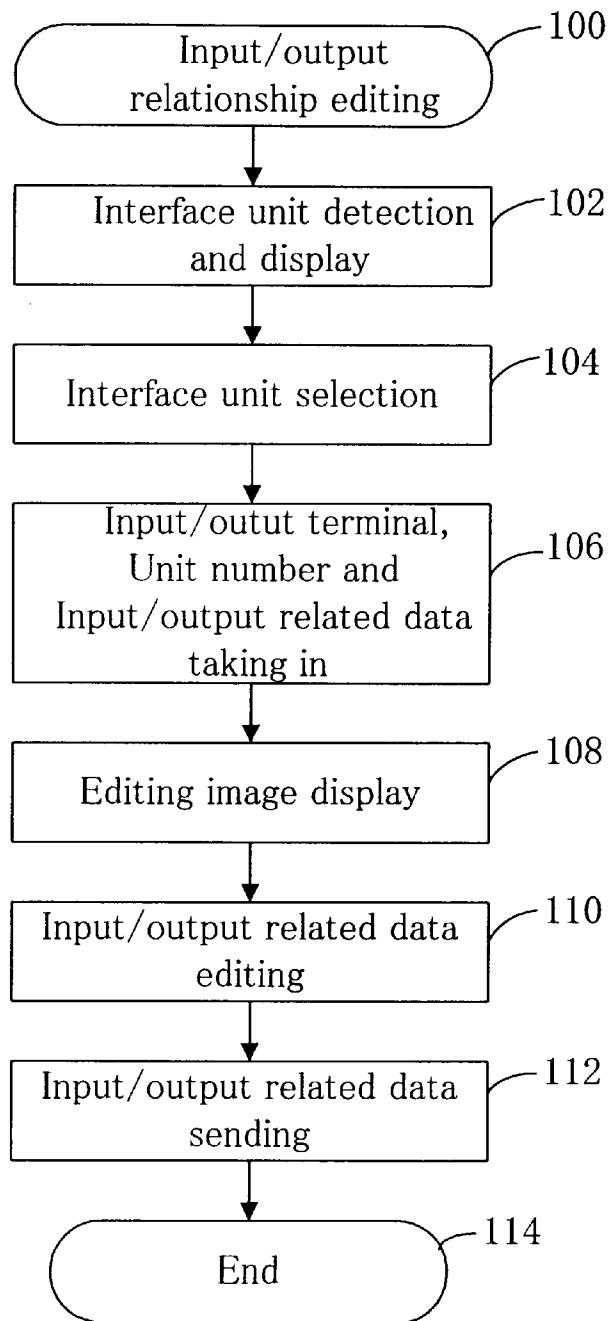 100
Input/output
relationship editing
102
Interface unit detection
and display
104
Interface unit selection
106
Input/outut terminal,
Unit number and
Input/output related data
taking in
108
Editing image display
110
Input/output related data
editing
112
Input/output related data
sending
114
End